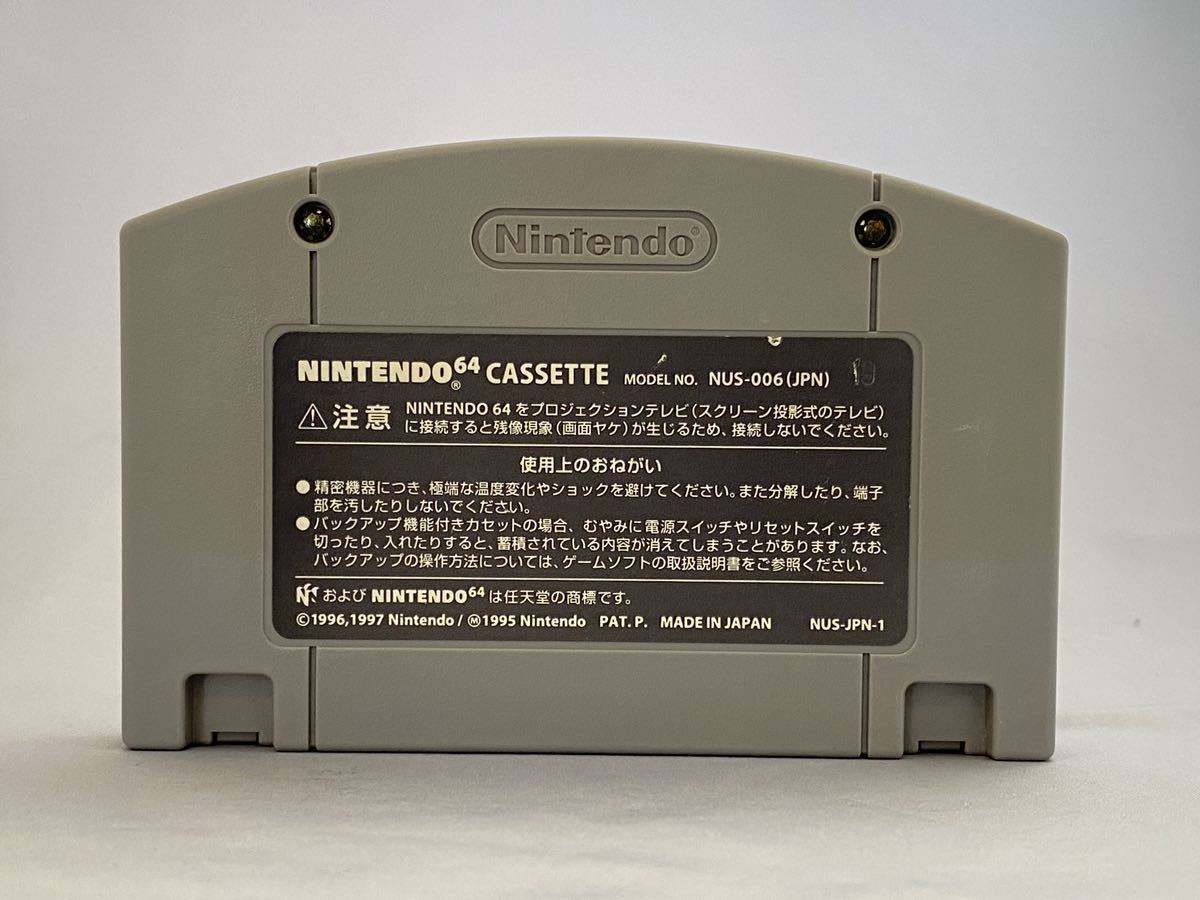 Nintendo®
NINTENDO64® CASSETTE MODEL NO. NUS-006(JPN) 19
注意 NINTENDO 64をプロジェクションテレビ(スクリーン投影式のテレビ)
に接続すると残像現象(画面ヤケ)が生じるため、接続しないでください。
使用上のおねがい
●精密機器につき、極端な温度変化やショックを避けてください。また分解したり、端子
部を汚したりしないでください。
●バックアップ機能付きカセットの場合、むやみに電源スイッチやリセットスイッチを
切ったり、入れたりすると、蓄積されている内容が消えてしまうことがあります。なお、
バックアップの操作方法については、ゲームソフトの取扱説明書をご参照ください。
および NINTENDO64 は任天堂の商標です。
©1996,1997 Nintendo/Ⓜ1995 Nintendo PAT.P. MADE IN JAPAN NUS-JPN-1